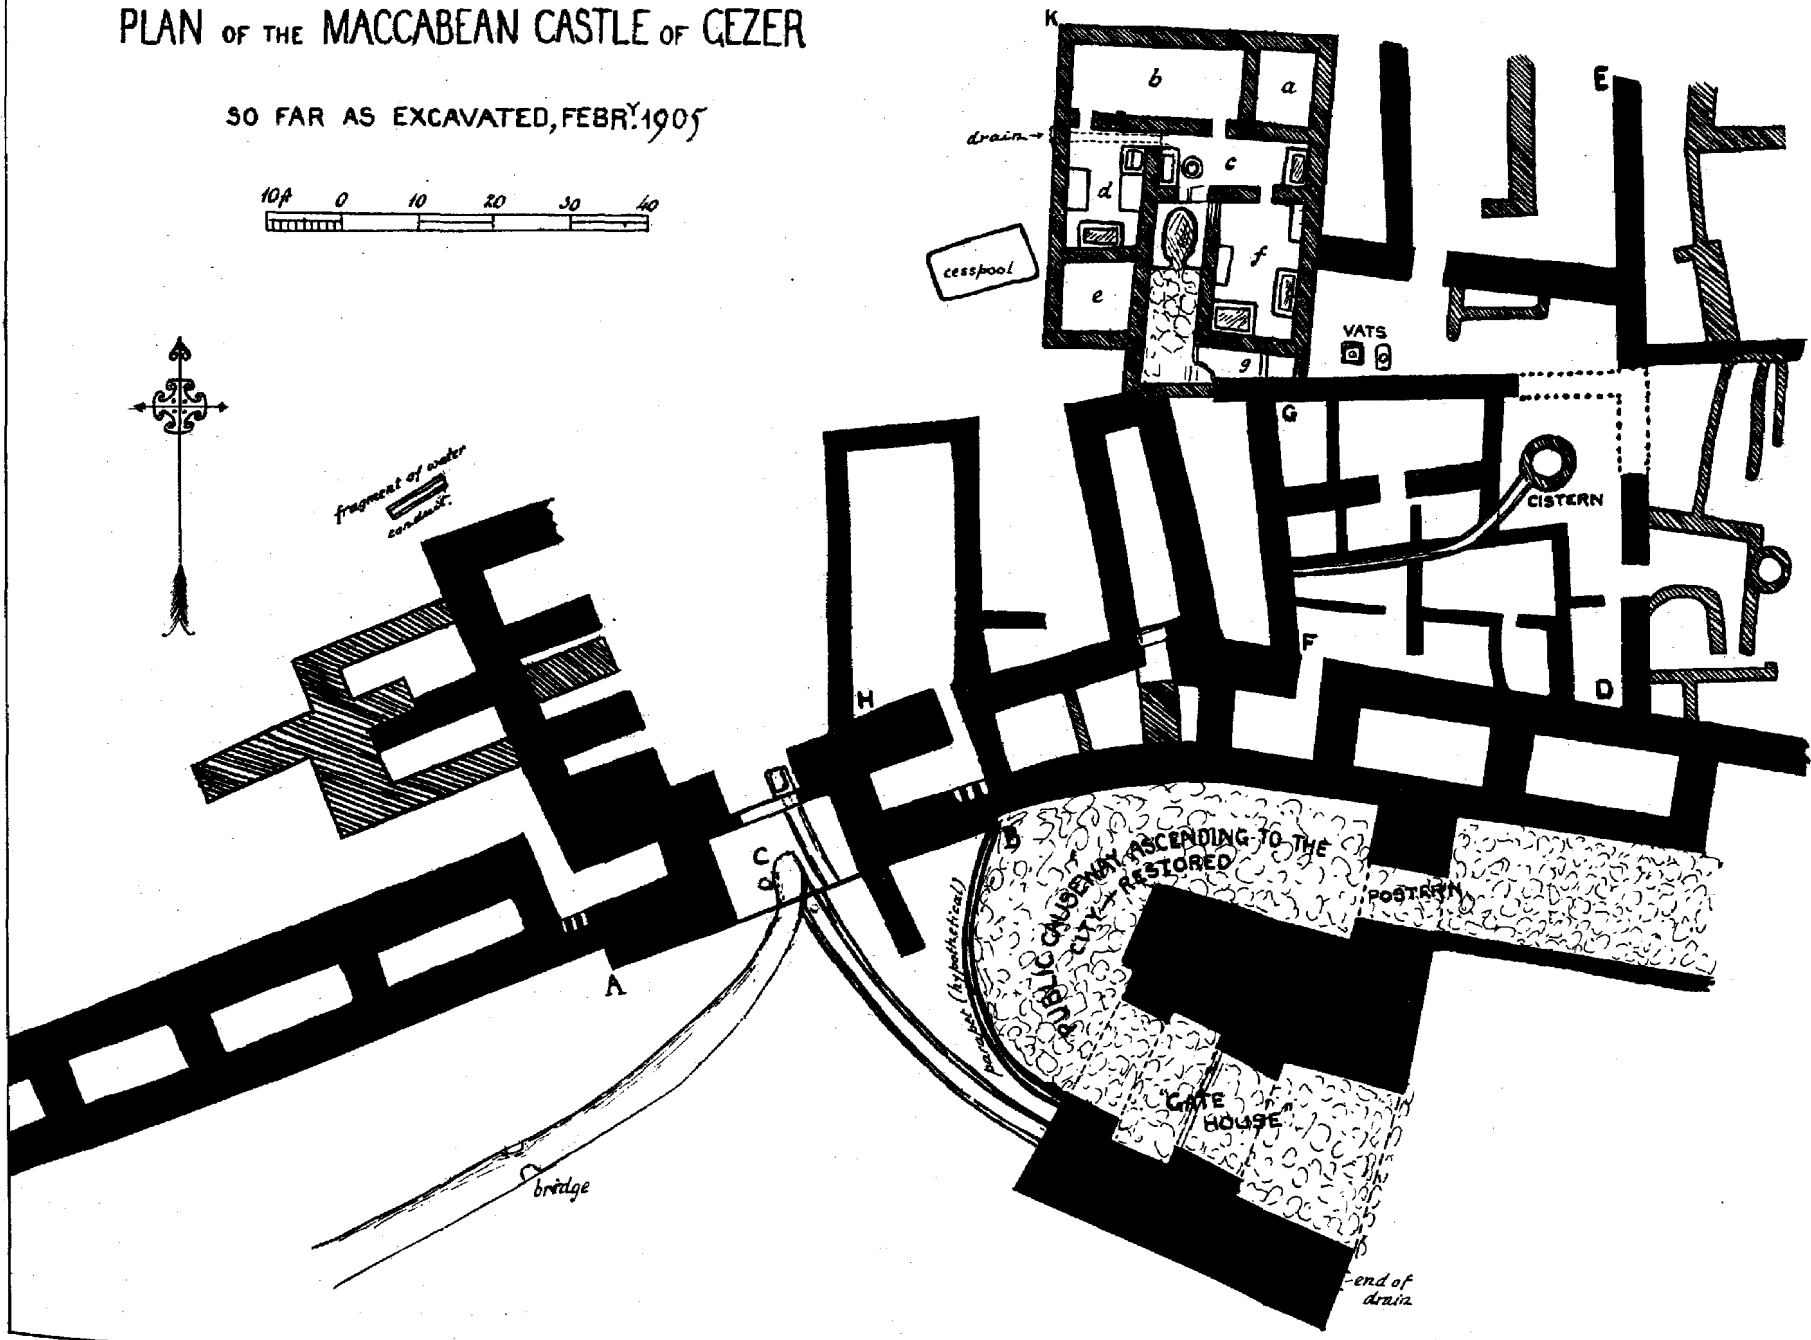 PLAN OF THE MACCABEAN CASTLE OF GEZER
SO FAR AS EXCAVATED, FEBRY. 1905
10ft 0 10 20 30 40
K
b
a
E
drain
c
d
cesspool
e
f
g
VATS
G
CISTERN
fragment of water
conduit.
F
D
H
C
B
A
PUBLIC CAUSEWAY ASCENDING TO THE
CITY - RESTORED
POSTERN
parapet (hypothetical)
"GATE
HOUSE"
bridge
end of
drain